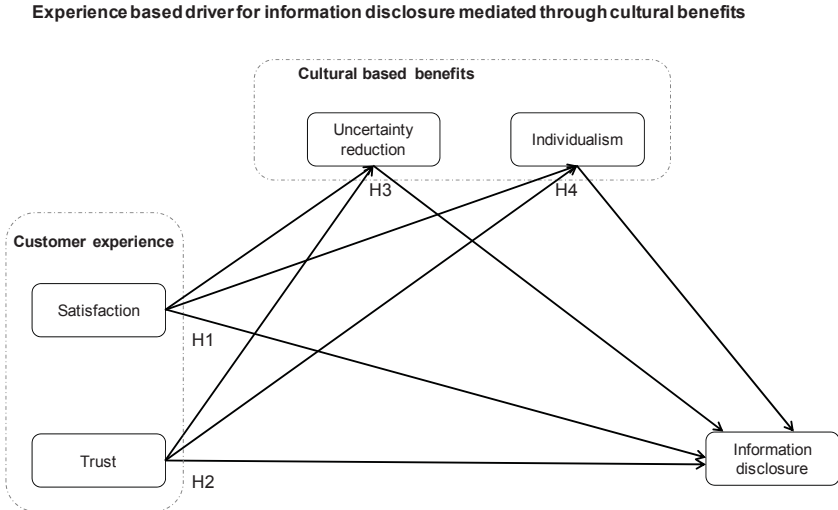 Experience based driver for information disclosure mediated through cultural benefits
Cultural based benefits
Uncertainty
reduction
Individualism
H3
H4
Customer experience
Satisfaction
H1
Trust
H2
Information
disclosure